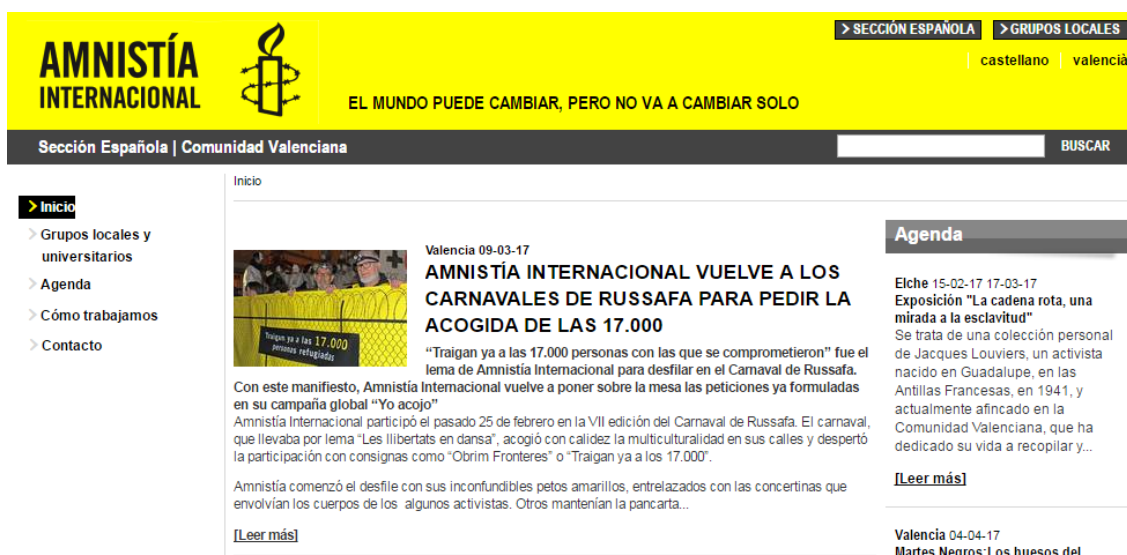 > SECCIÓN ESPAÑOLA
> GRUPOS LOCALES
castellano
valencià
AMNISTÍA
INTERNACIONAL
EL MUNDO PUEDE CAMBIAR, PERO NO VA A CAMBIAR SOLO
Sección Española | Comunidad Valenciana
BUSCAR
Inicio
Grupos locales y
universitarios
Agenda
Cómo trabajamos
Contacto
Inicio
Traigan ya a las 17.000
personas refugiadas
Valencia 09-03-17
AMNISTÍA INTERNACIONAL VUELVE A LOS
CARNAVALES DE RUSSAFA PARA PEDIR LA
ACOGIDA DE LAS 17.000
“Traigan ya a las 17.000 personas con las que se comprometieron” fue el
lema de Amnistía Internacional para desfilar en el Carnaval de Russafa.
Con este manifiesto, Amnistía Internacional vuelve a poner sobre la mesa las peticiones ya formuladas
en su campaña global “Yo acojo”
Amnistía Internacional participó el pasado 25 de febrero en la VII edición del Carnaval de Russafa. El carnaval,
que llevaba por lema “Les llibertats en dansa”, acogió con calidez la multiculturalidad en sus calles y despertó
la participación con consignas como “Obrim Fronteres” o “Traigan ya a los 17.000”.
Amnistía comenzó el desfile con sus inconfundibles petos amarillos, entrelazados con las concertinas que
envolvían los cuerpos de los algunos activistas. Otros mantenían la pancarta...
[Leer más]
Agenda
Elche 15-02-17 17-03-17
Exposición "La cadena rota, una
mirada a la esclavitud"
Se trata de una colección personal
de Jacques Louviers, un activista
nacido en Guadalupe, en las
Antillas Francesas, en 1941, y
actualmente afincado en la
Comunidad Valenciana, que ha
dedicado su vida a recopilar y...
[Leer más]
Valencia 04-04-17
Martes Negros: Los huesos del